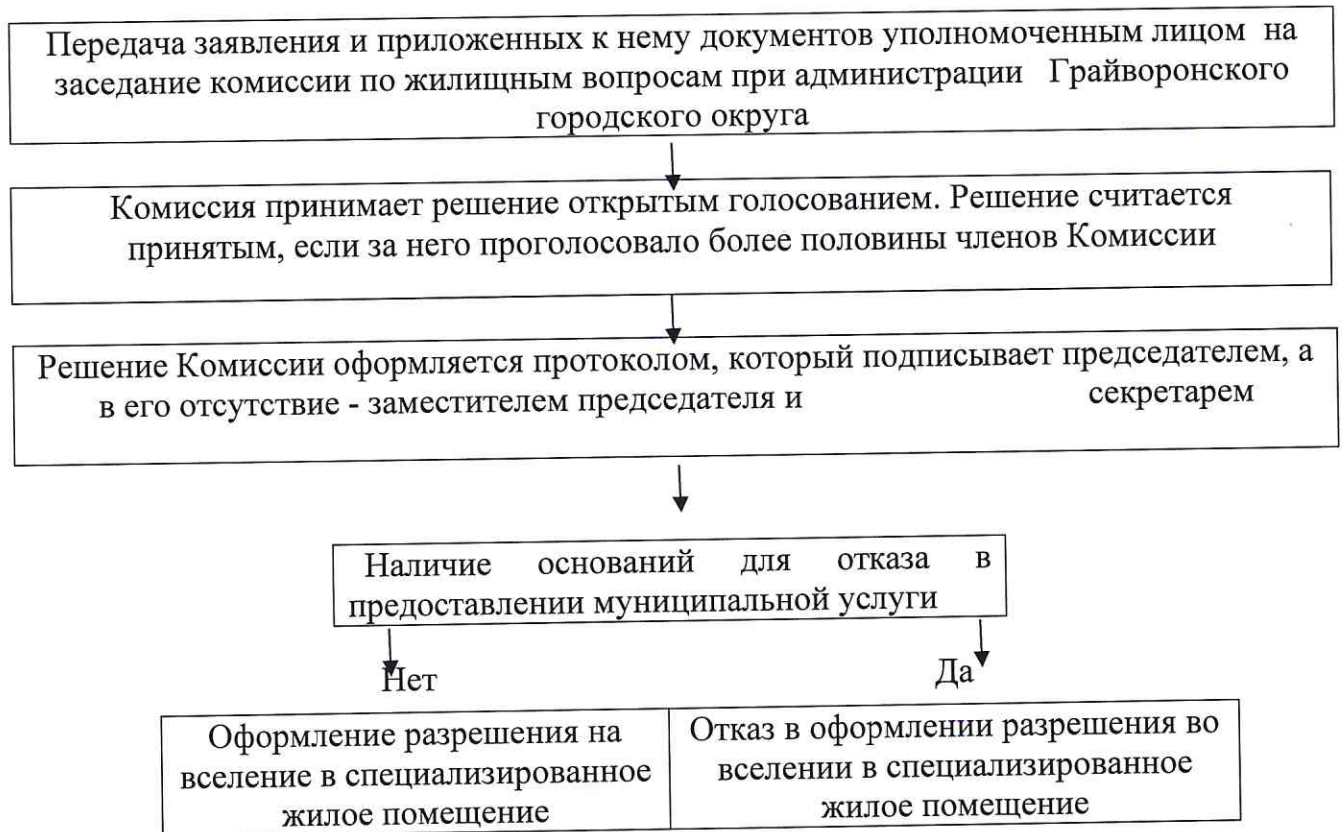 Передача заявления и приложенных к нему документов уполномоченным лицом на
заседание комиссии по жилищным вопросам при администрации Грайворонского
городского округа
Комиссия принимает решение открытым голосованием. Решение считается
принятым, если за него проголосовало более половины членов Комиссии
Решение Комиссии оформляется протоколом, который подписывает председателем, а
в его отсутствие - заместителем председателя и секретарем
Наличие оснований для отказа в
предоставлении муниципальной услуги
Нет
Да
Оформление разрешения на
вселение в специализированное
жилое помещение
Отказ в оформлении разрешения во
вселении в специализированное
жилое помещение